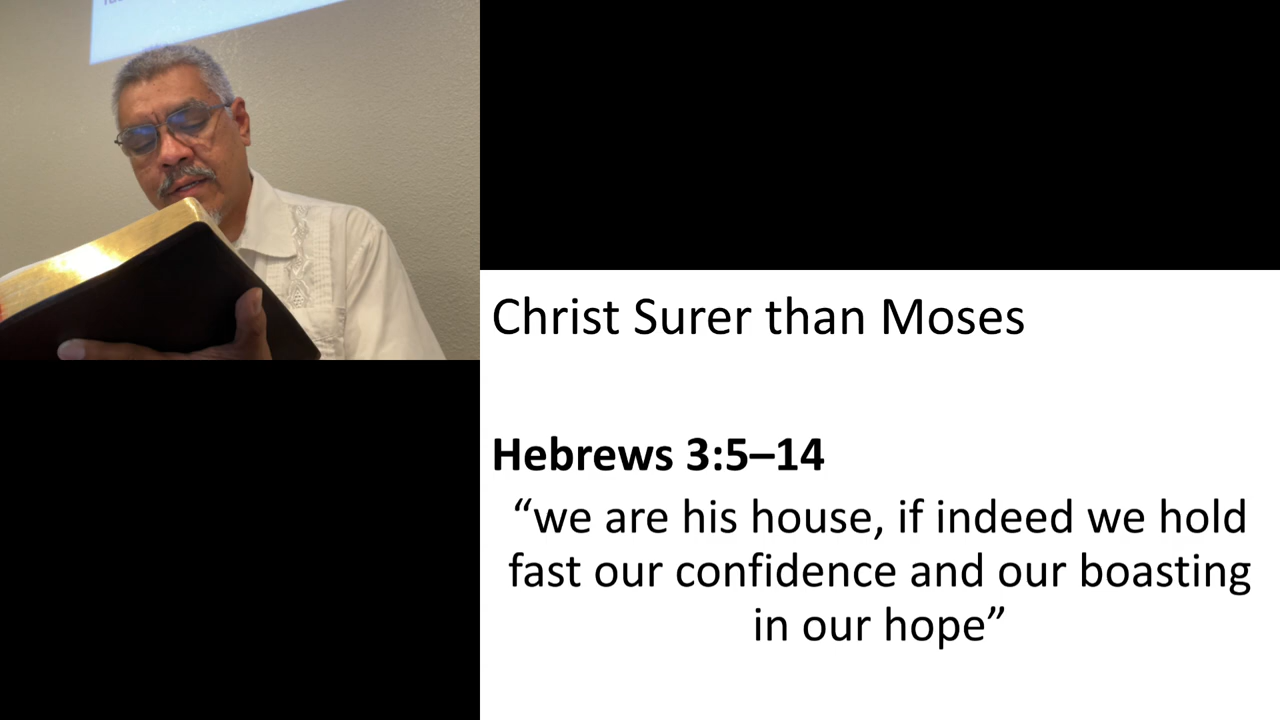 Christ Surer than Moses
Hebrews 3:5–14
“we are his house, if indeed we hold
fast our confidence and our boasting
in our hope”